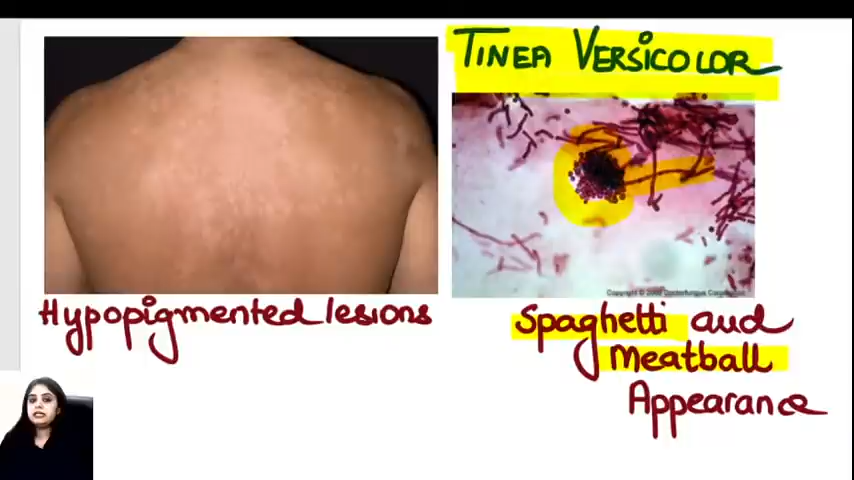 TINEA VERSICOLOR
Hypopigmented lesions
Spaghetti and
Meatball
Appearance